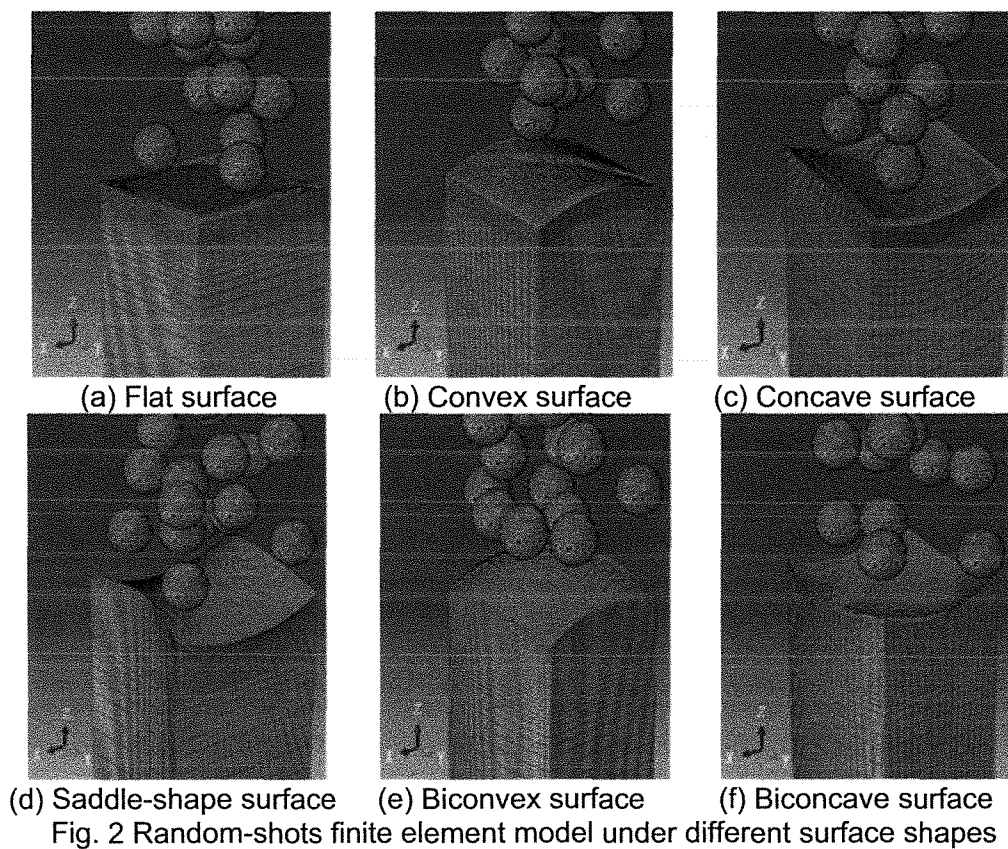 Z
X Y
Z
X Y
Z
X Y
(a) Flat surface (b) Convex surface (c) Concave surface
Z
X Y
Z
X Y
Z
X Y
(d) Saddle-shape surface (e) Biconvex surface (f) Biconcave surface
Fig. 2 Random-shots finite element model under different surface shapes